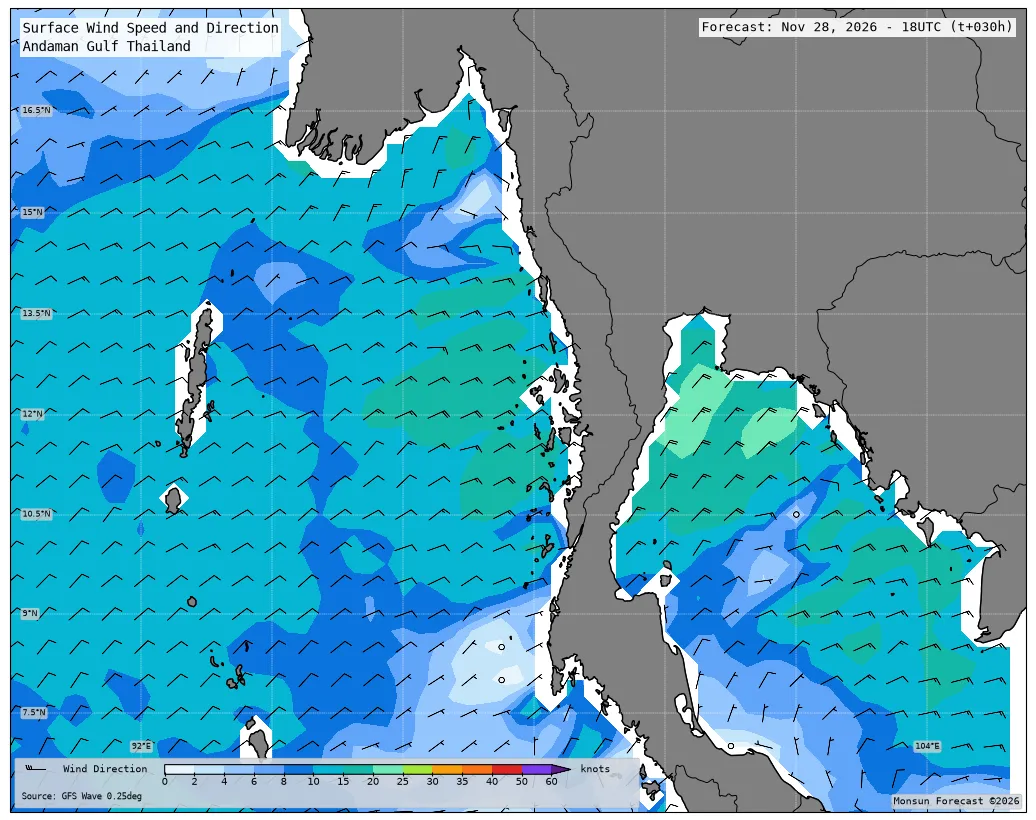 Surface Wind Speed and Direction
Andaman Gulf Thailand
Forecast: Nov 28, 2026 - 18UTC (t+030h)
16.5°N
15°N
13.5°N
12°N
10.5°N
9°N
7.5°N
92°E
104°E
Wind Direction
0 2 4 6 8 10 15 20 25 30 40 50 60
knots
Source: GFS Wave 0.25deg
Monsun Forecast ©2026